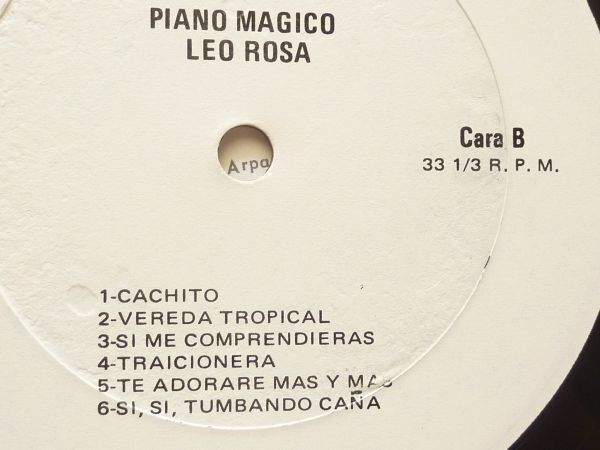 PIANO MAGICO
LEO ROSA
Arpa
Cara B
33 1/3 R. P. M.
1-CACHITO
2-VEREDA TROPICAL
3-SI ME COMPRENDIERAS
4-TRAICIONERA
5-TE ADORARE MAS Y MAS
6-SI, SI, TUMBANDO CAÑA